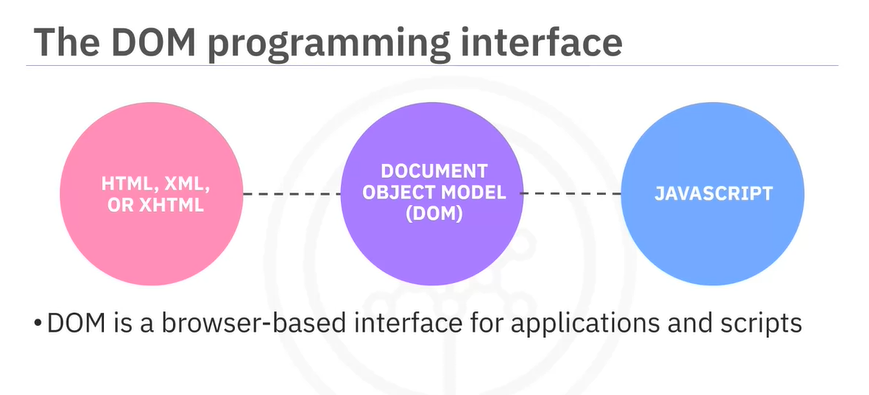 The DOM programming interface
HTML, XML,
OR XHTML
DOCUMENT
OBJECT MODEL
(DOM)
JAVASCRIPT
•DOM is a browser-based interface for applications and scripts